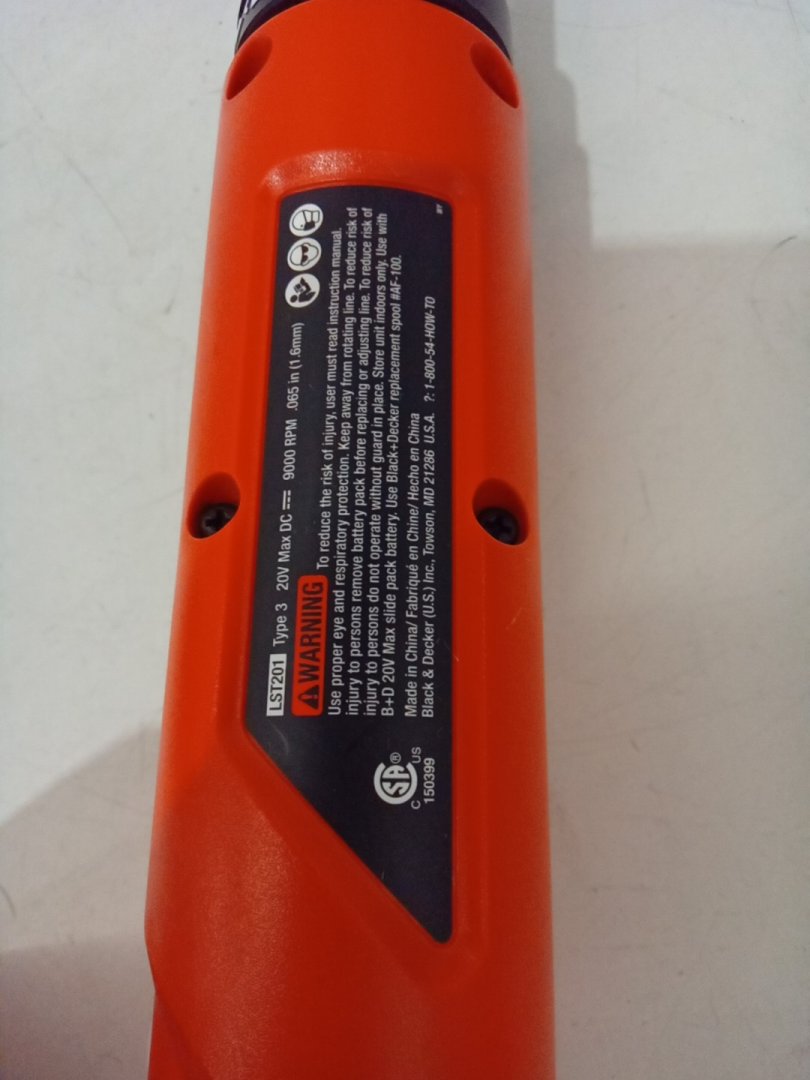 LST201 Type 3 20V Max DC 9000 RPM .065 in (1.6mm)
WARNING To reduce the risk of injury, user must read instruction manual.
Use proper eye and respiratory protection. Keep away from rotating line. To reduce risk of
injury to persons remove battery pack before replacing or adjusting line. To reduce risk of
injury to persons do not operate without guard in place. Store unit indoors only. Use with
B+D 20V Max slide pack battery. Use Black+Decker replacement spool #AF-100.
Made in China/ Fabriqué en Chine/ Hecho en China
Black & Decker (U.S.) Inc., Towson, MD 21286 U.S.A. ?: 1-800-54-HOW-TO
MY
C SA® US
150399